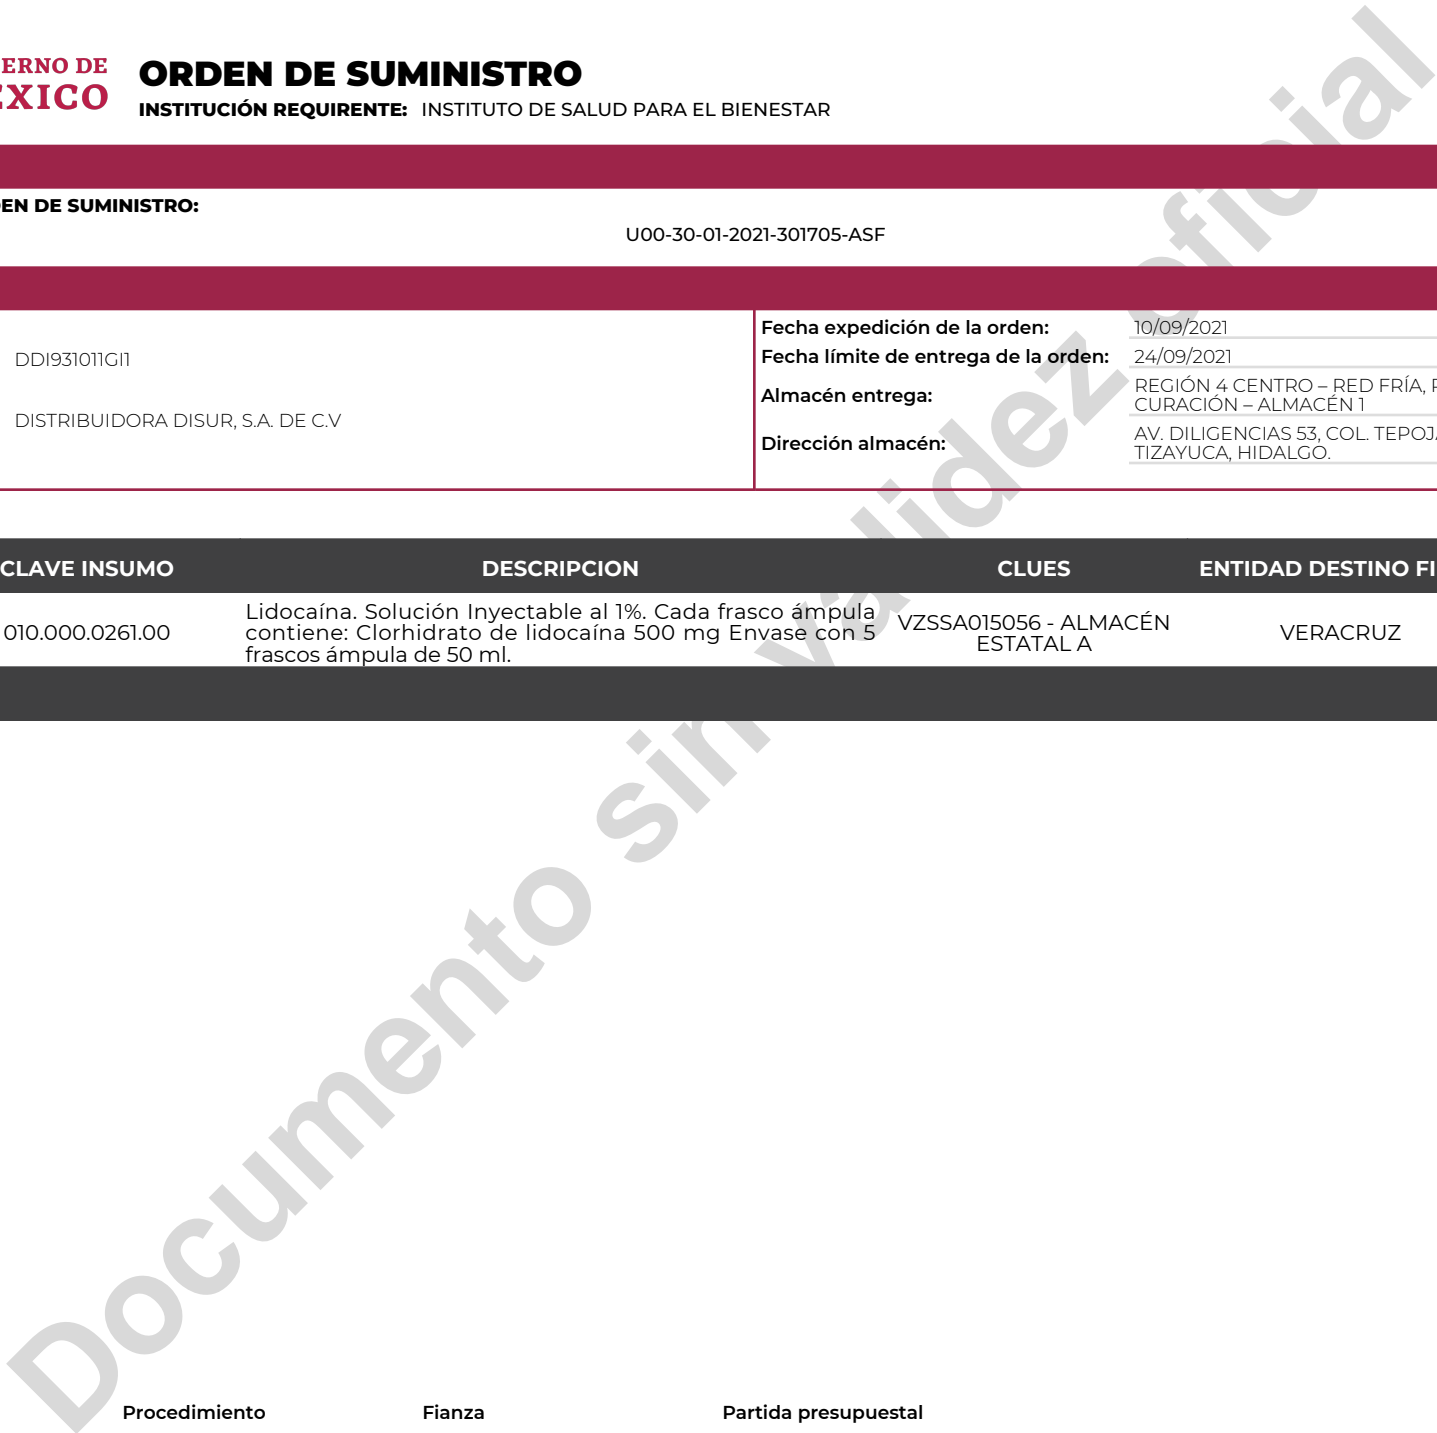 ERNO DE
EXICO
ORDEN DE SUMINISTRO
INSTITUCIÓN REQUIRENTE: INSTITUTO DE SALUD PARA EL BIENESTAR
EN DE SUMINISTRO:
U00-30-01-2021-301705-ASF
DDI931011GI1
DISTRIBUIDORA DISUR, S.A. DE C.V
Fecha expedición de la orden: 10/09/2021
Fecha límite de entrega de la orden: 24/09/2021
Almacén entrega:
REGIÓN 4 CENTRO – RED FRÍA,
CURACIÓN – ALMACÉN 1
Dirección almacén:
AV. DILIGENCIAS 53, COL. TEPOJA
TIZAYUCA, HIDALGO.
CLAVE INSUMO DESCRIPCION CLUES ENTIDAD DESTINO FI
010.000.0261.00
Lidocaína. Solución Inyectable al 1%. Cada frasco ámpula
contiene: Clorhidrato de lidocaína 500 mg Envase con 5
frascos ámpula de 50 ml.
VZSSA015056 - ALMACÉN
ESTATAL A
VERACRUZ
Documento sin validez oficial
Procedimiento Fianza Partida presupuestal